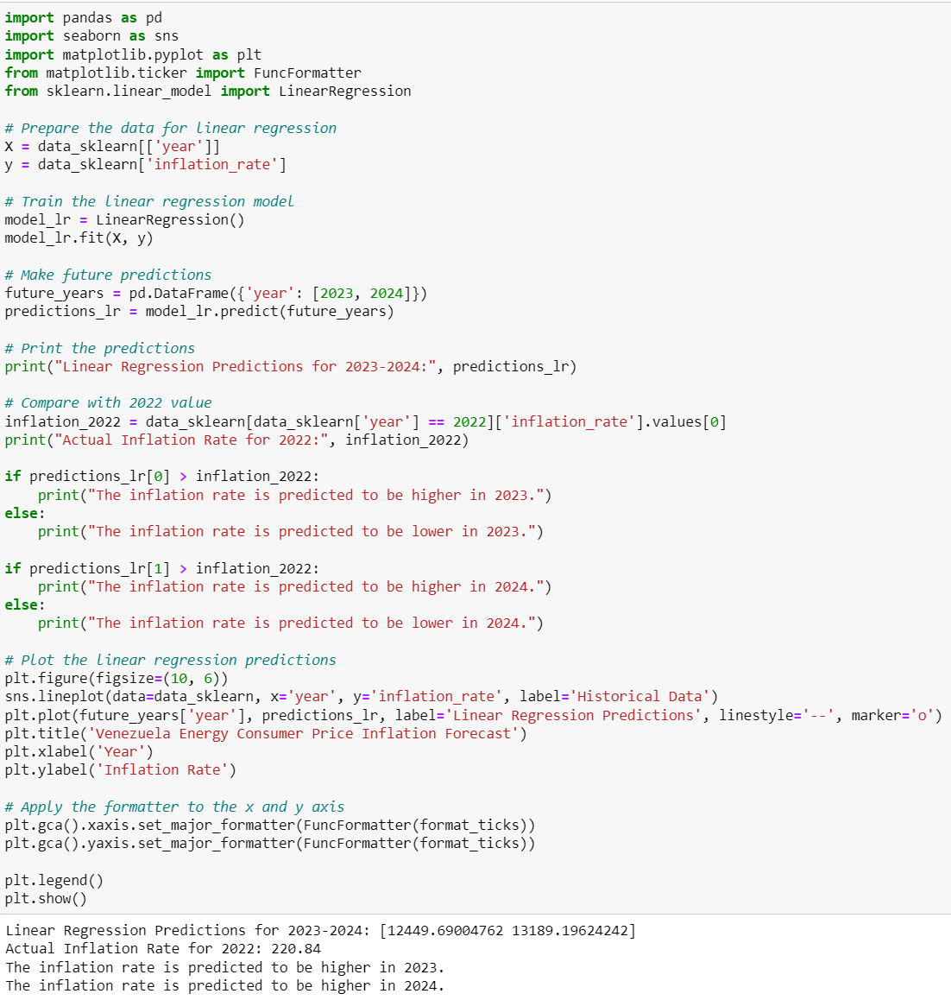 import pandas as pd
import seaborn as sns
import matplotlib.pyplot as plt
from matplotlib.ticker import FuncFormatter
from sklearn.linear_model import LinearRegression

# Prepare the data for linear regression
X = data_sklearn[['year']]
y = data_sklearn['inflation_rate']

# Train the linear regression model
model_lr = LinearRegression()
model_lr.fit(X, y)

# Make future predictions
future_years = pd.DataFrame({'year': [2023, 2024]})
predictions_lr = model_lr.predict(future_years)

# Print the predictions
print("Linear Regression Predictions for 2023-2024:", predictions_lr)

# Compare with 2022 value
inflation_2022 = data_sklearn[data_sklearn['year'] == 2022]['inflation_rate'].values[0]
print("Actual Inflation Rate for 2022:", inflation_2022)

if predictions_lr[0] > inflation_2022:
    print("The inflation rate is predicted to be higher in 2023.")
else:
    print("The inflation rate is predicted to be lower in 2023.")

if predictions_lr[1] > inflation_2022:
    print("The inflation rate is predicted to be higher in 2024.")
else:
    print("The inflation rate is predicted to be lower in 2024.")

# Plot the linear regression predictions
plt.figure(figsize=(10, 6))
sns.lineplot(data=data_sklearn, x='year', y='inflation_rate', label='Historical Data')
plt.plot(future_years['year'], predictions_lr, label='Linear Regression Predictions', linestyle='--', marker='o')
plt.title('Venezuela Energy Consumer Price Inflation Forecast')
plt.xlabel('Year')
plt.ylabel('Inflation Rate')

# Apply the formatter to the x and y axis
plt.gca().xaxis.set_major_formatter(FuncFormatter(format_ticks))
plt.gca().yaxis.set_major_formatter(FuncFormatter(format_ticks))

plt.legend()
plt.show()
Linear Regression Predictions for 2023-2024: [12449.69004762 13189.19624242]
Actual Inflation Rate for 2022: 220.84
The inflation rate is predicted to be higher in 2023.
The inflation rate is predicted to be higher in 2024.